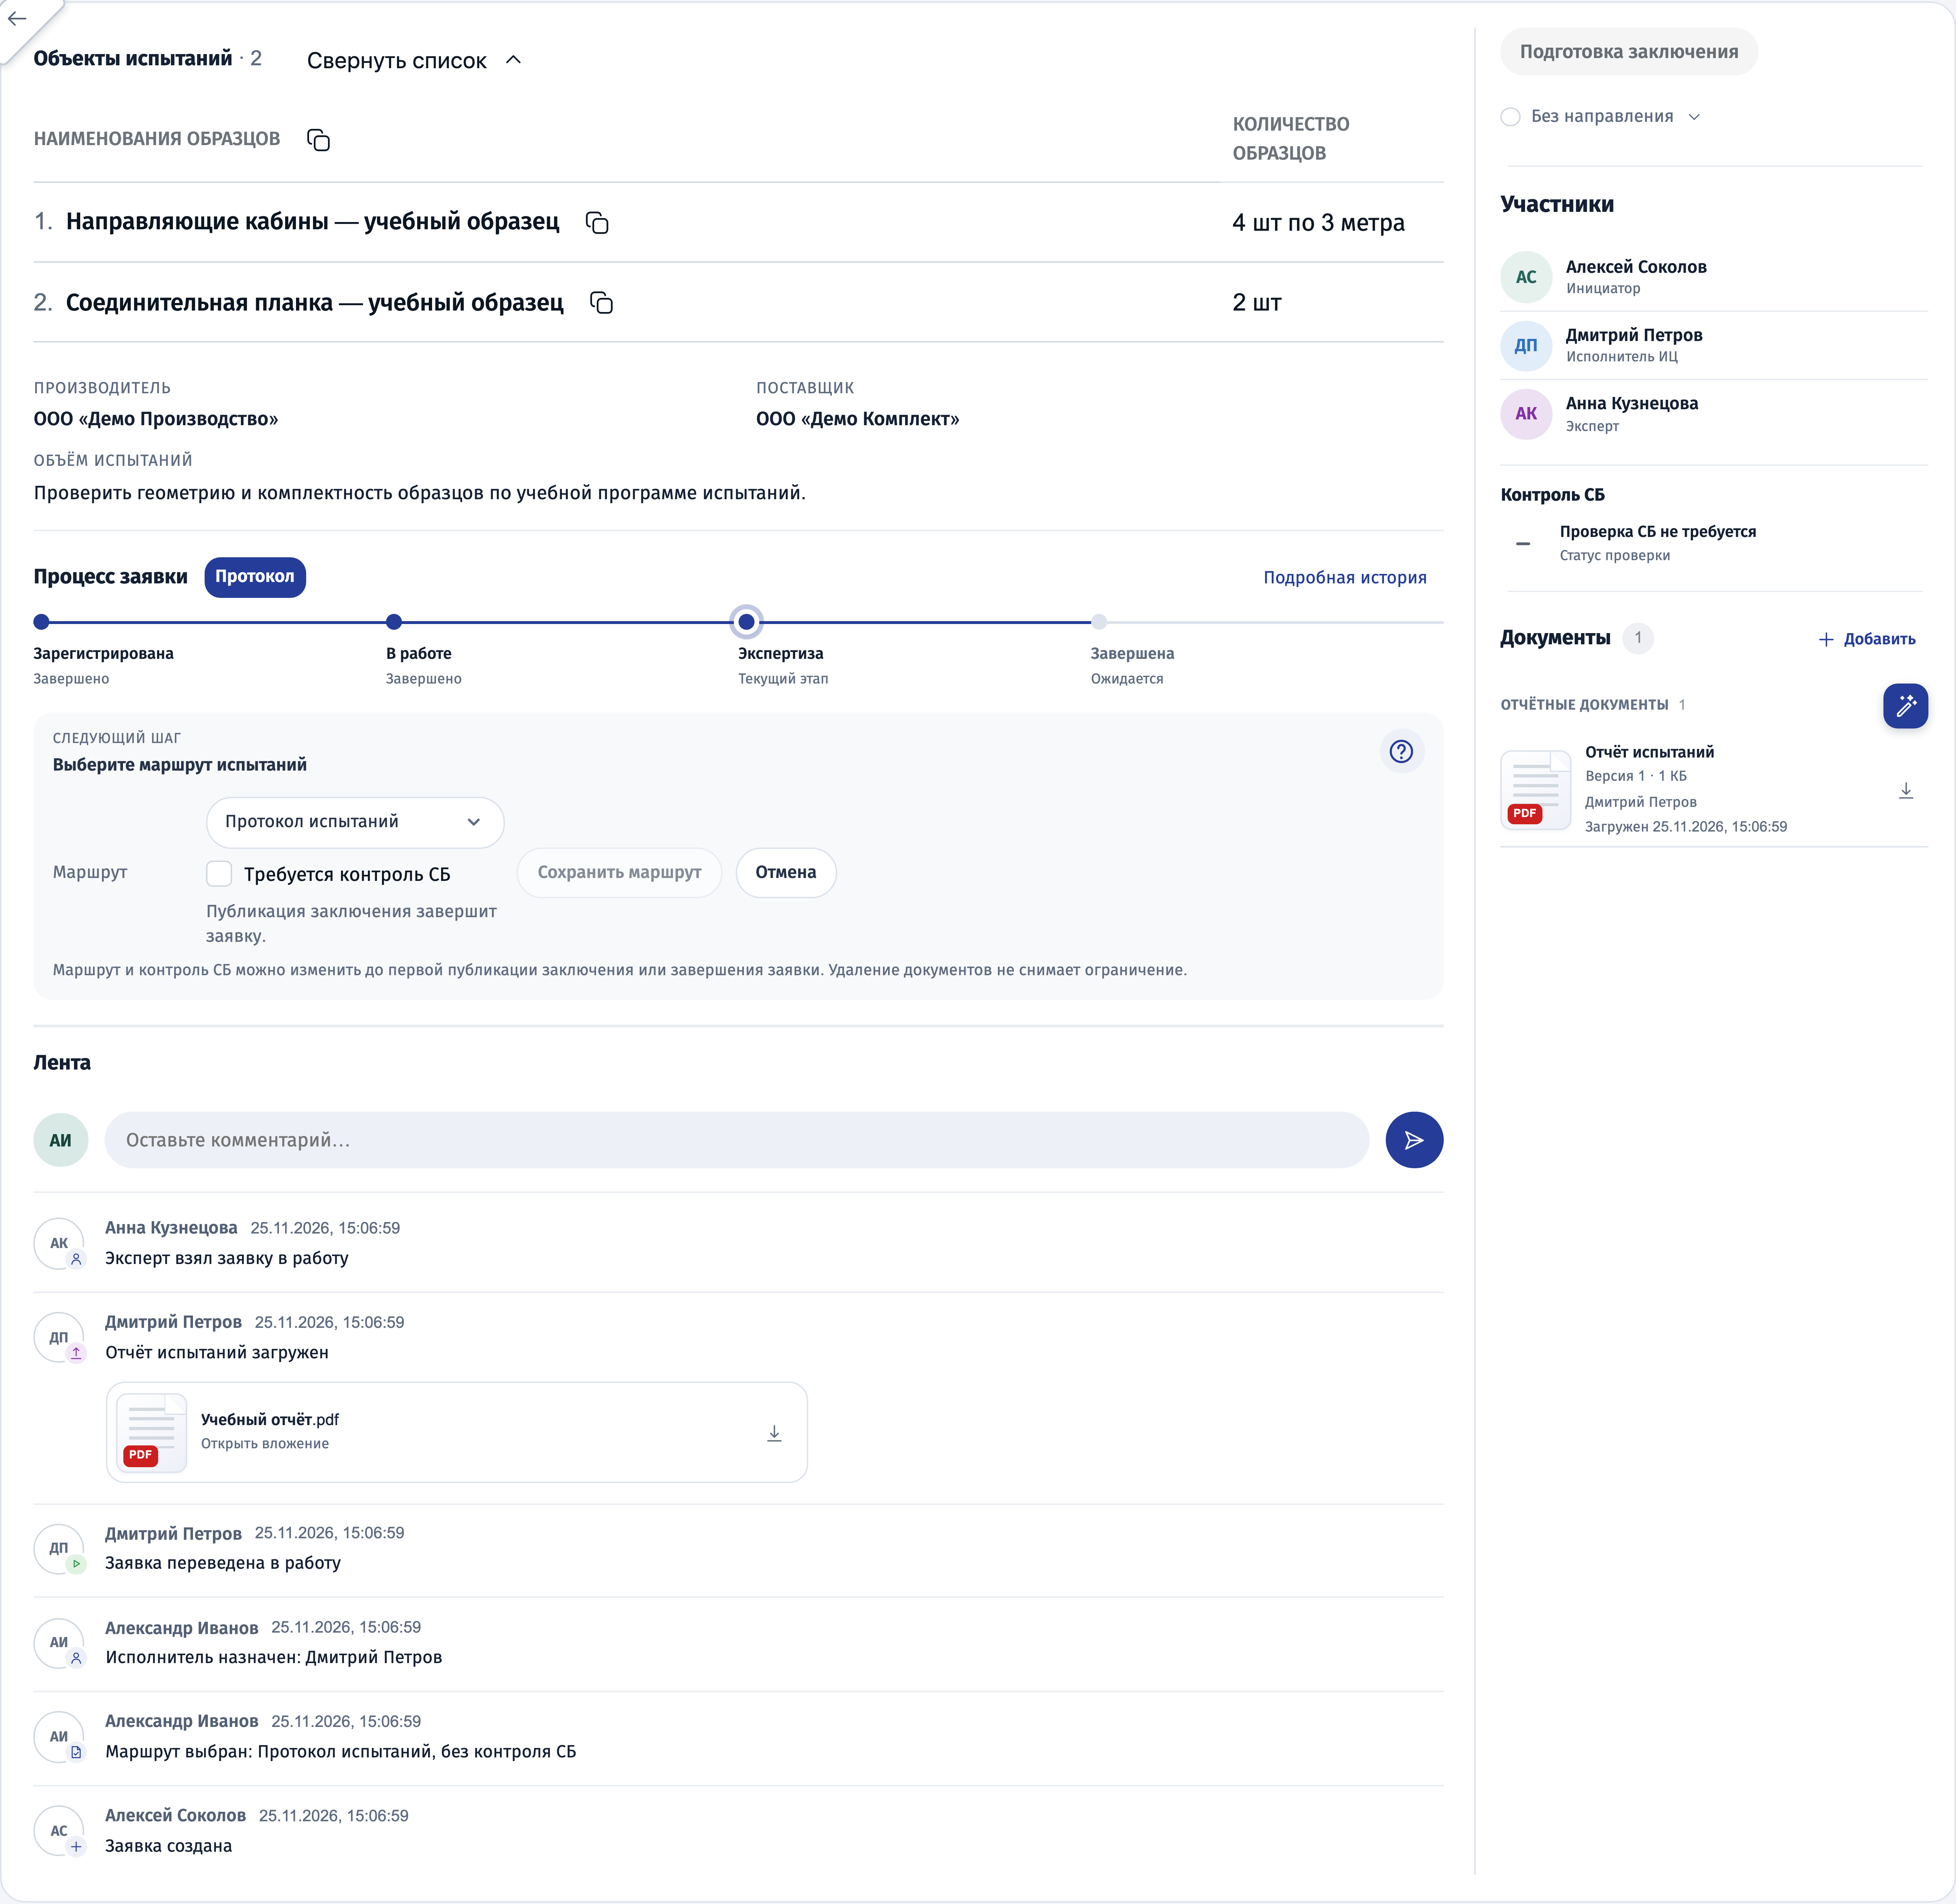 Объекты испытаний · 2 Свернуть список
НАИМЕНОВАНИЯ ОБРАЗЦОВ
КОЛИЧЕСТВО
ОБРАЗЦОВ
1. Направляющие кабины — учебный образец 4 шт по 3 метра
2. Соединительная планка — учебный образец 2 шт
ПРОИЗВОДИТЕЛЬ
ООО «Демо Производство»
ПОСТАВЩИК
ООО «Демо Комплект»
ОБЪЁМ ИСПЫТАНИЙ
Проверить геометрию и комплектность образцов по учебной программе испытаний.
Процесс заявки Протокол Подробная история
Зарегистрирована
Завершено
В работе
Завершено
Экспертиза
Текущий этап
Завершена
Ожидается
СЛЕДУЮЩИЙ ШАГ
Выберите маршрут испытаний
Протокол испытаний
Маршрут
Требуется контроль СБ
Сохранить маршрут
Отмена
Публикация заключения завершит
заявку.
Маршрут и контроль СБ можно изменить до первой публикации заключения или завершения заявки. Удаление документов не снимает ограничение.
Лента
АИ
Оставьте комментарий...
АК
Анна Кузнецова 25.11.2026, 15:06:59
Эксперт взял заявку в работу
ДП
Дмитрий Петров 25.11.2026, 15:06:59
Отчёт испытаний загружен
PDF
Учебный отчёт.pdf
Открыть вложение
ДП
Дмитрий Петров 25.11.2026, 15:06:59
Заявка переведена в работу
АИ
Александр Иванов 25.11.2026, 15:06:59
Исполнитель назначен: Дмитрий Петров
АИ
Александр Иванов 25.11.2026, 15:06:59
Маршрут выбран: Протокол испытаний, без контроля СБ
АС
Алексей Соколов 25.11.2026, 15:06:59
Заявка создана
Подготовка заключения
Без направления
Участники
АС
Алексей Соколов
Инициатор
ДП
Дмитрий Петров
Исполнитель ИЦ
АК
Анна Кузнецова
Эксперт
Контроль СБ
Проверка СБ не требуется
Статус проверки
Документы 1 + Добавить
ОТЧЁТНЫЕ ДОКУМЕНТЫ 1
PDF
Отчёт испытаний
Версия 1 · 1 КБ
Дмитрий Петров
Загружен 25.11.2026, 15:06:59